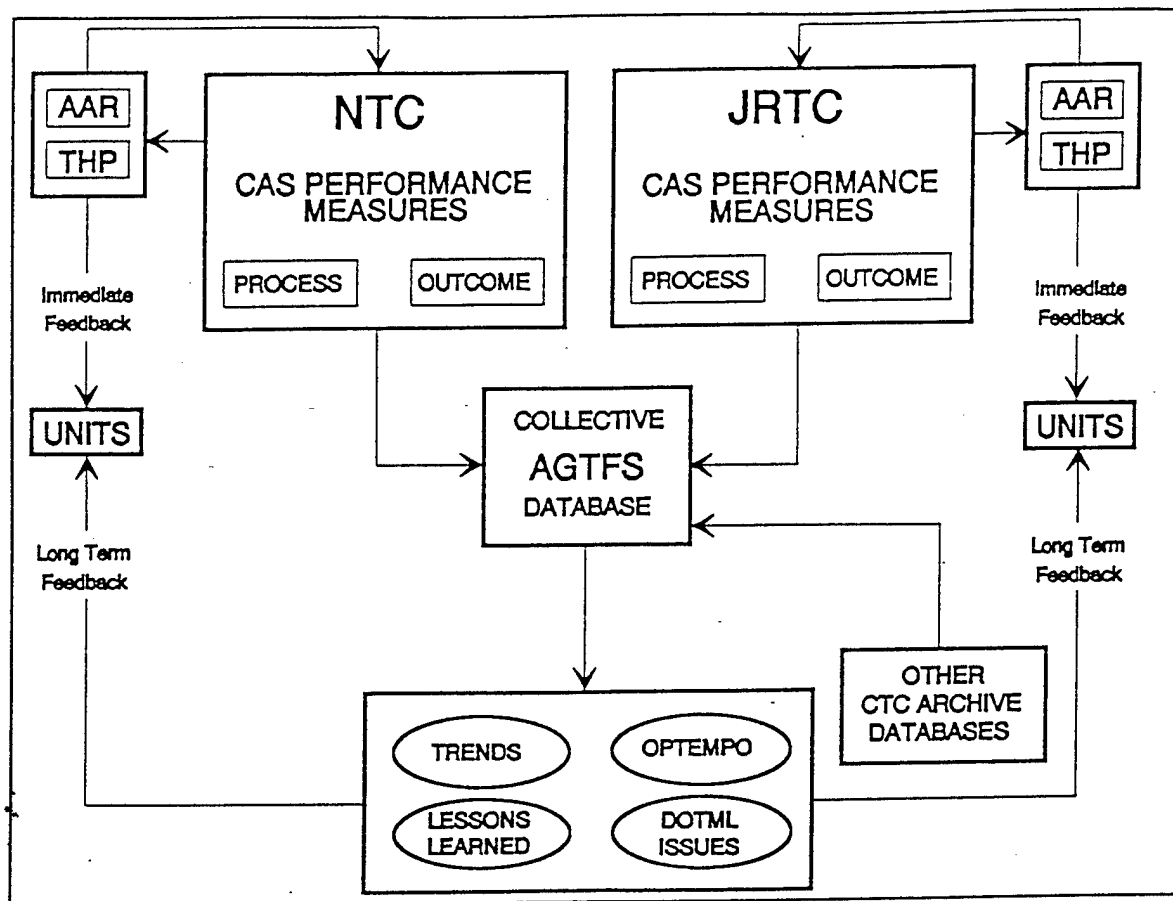 AAR
THP
NTC
CAS PERFORMANCE
MEASURES
PROCESS
OUTCOME
JRTC
CAS PERFORMANCE
MEASURES
PROCESS
OUTCOME
AAR
THP
Immediate
Feedback
Immediate
Feedback
UNITS
COLLECTIVE
AGTFS
DATABASE
UNITS
Long Term
Feedback
Long Term
Feedback
OTHER
CTC ARCHIVE
DATABASES
TRENDS
OPTEMPO
LESSONS
LEARNED
DOTML
ISSUES